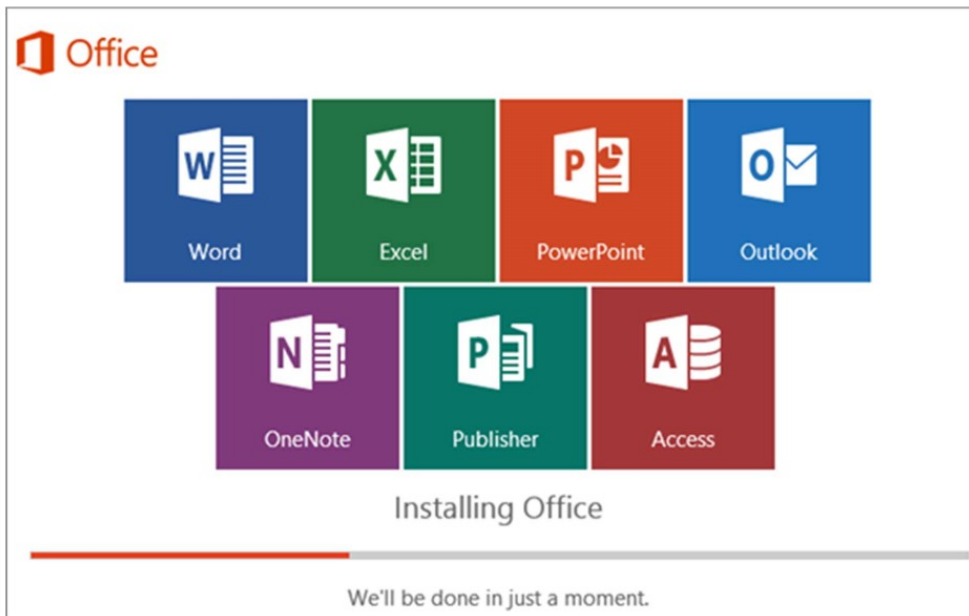 Office
Word Excel PowerPoint Outlook
OneNote Publisher Access
Installing Office
We'll be done in just a moment.